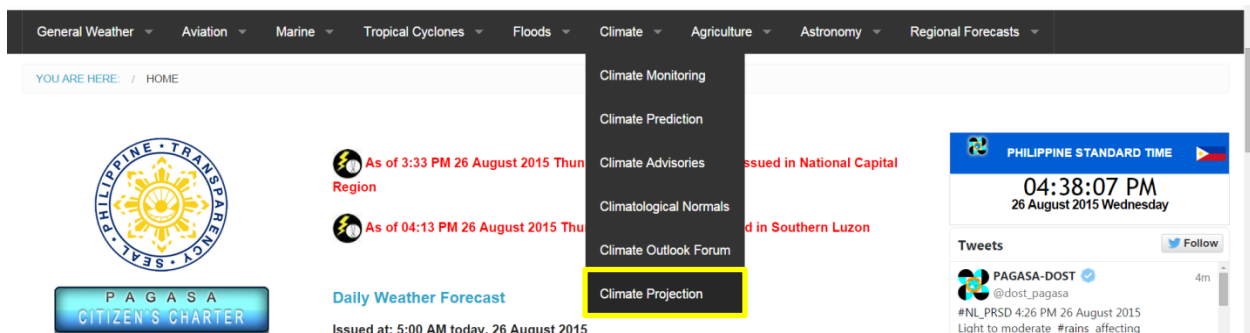 General Weather Aviation Marine Tropical Cyclones Floods Climate Agriculture Astronomy Regional Forecasts
YOU ARE HERE: / HOME
Climate Monitoring
Climate Prediction
Climate Advisories
Climatological Normals
Climate Outlook Forum
Climate Projection
PHILIPPINE TRANSPARENCY SEAL
PAGASA
CITIZEN'S CHARTER
As of 3:33 PM 26 August 2015 Thun ssued in National Capital
Region
As of 04:13 PM 26 August 2015 Thu d in Southern Luzon
Daily Weather Forecast
Issued at: 5:00 AM today, 26 August 2015
PHILIPPINE STANDARD TIME
04:38:07 PM
26 August 2015 Wednesday
Tweets Follow
PAGASA-DOST 4m
@dost_pagasa
#NL_PRSD 4:26 PM 26 August 2015
Light to moderate #rains affecting